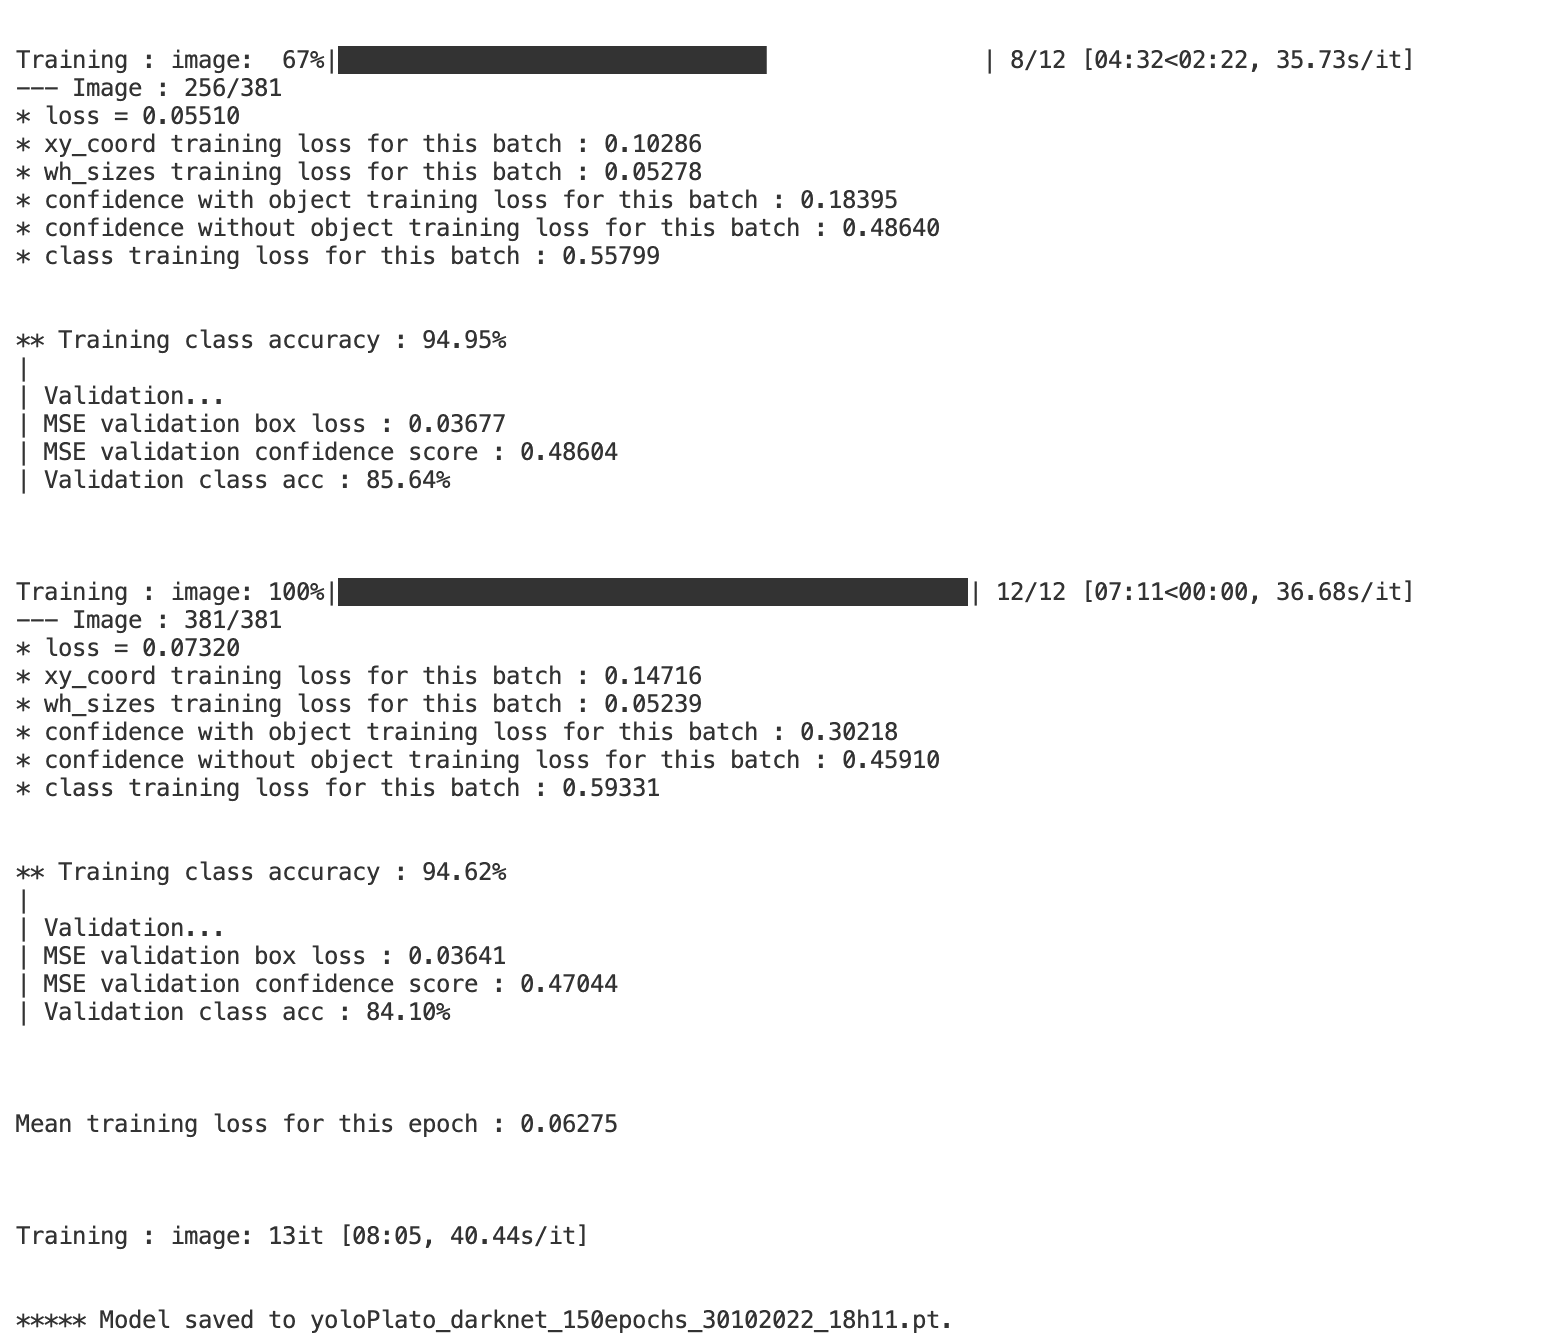 Training : image:  67%|██████████████████████▋           | 8/12 [04:32<02:22, 35.73s/it]
--- Image : 256/381
* loss = 0.05510
* xy_coord training loss for this batch : 0.10286
* wh_sizes training loss for this batch : 0.05278
* confidence with object training loss for this batch : 0.18395
* confidence without object training loss for this batch : 0.48640
* class training loss for this batch : 0.55799
** Training class accuracy : 94.95%
|
| Validation...
| MSE validation box loss : 0.03677
| MSE validation confidence score : 0.48604
| Validation class acc : 85.64%
Training : image: 100%|██████████████████████████████████| 12/12 [07:11<00:00, 36.68s/it]
--- Image : 381/381
* loss = 0.07320
* xy_coord training loss for this batch : 0.14716
* wh_sizes training loss for this batch : 0.05239
* confidence with object training loss for this batch : 0.30218
* confidence without object training loss for this batch : 0.45910
* class training loss for this batch : 0.59331
** Training class accuracy : 94.62%
|
| Validation...
| MSE validation box loss : 0.03641
| MSE validation confidence score : 0.47044
| Validation class acc : 84.10%
Mean training loss for this epoch : 0.06275
Training : image: 13it [08:05, 40.44s/it]
***** Model saved to yoloPlato_darknet_150epochs_30102022_18h11.pt.